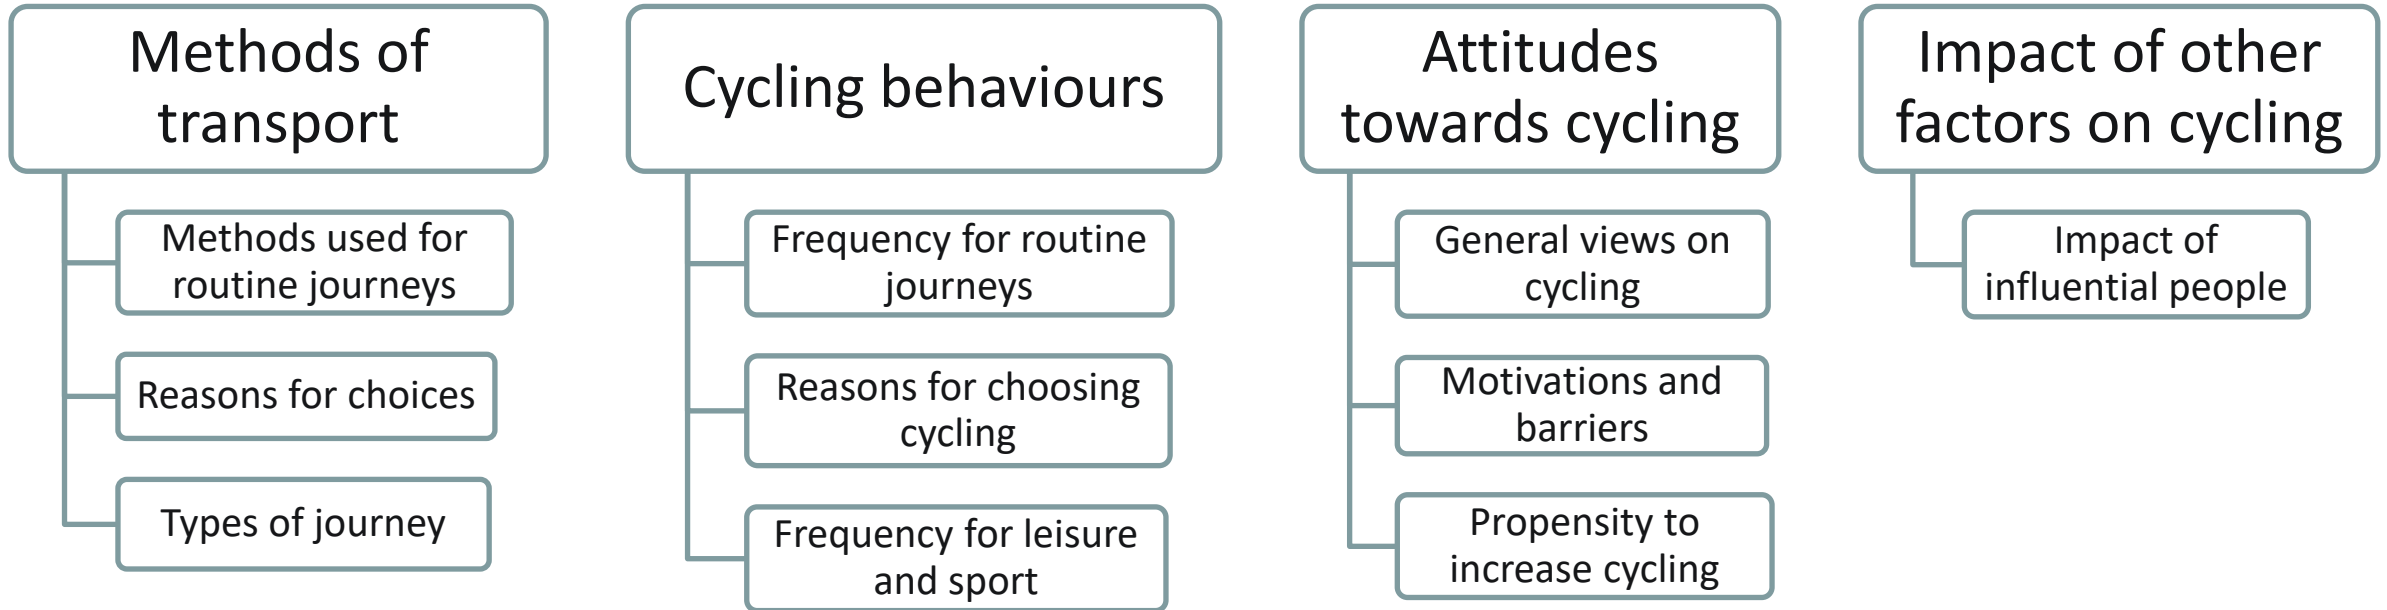 Methods of
transport
Methods used for
routine journeys
Reasons for choices
Types of journey
Cycling behaviours
Frequency for routine
journeys
Reasons for choosing
cycling
Frequency for leisure
and sport
Attitudes
towards cycling
General views on
cycling
Motivations and
barriers
Propensity to
increase cycling
Impact of other
factors on cycling
Impact of
influential people